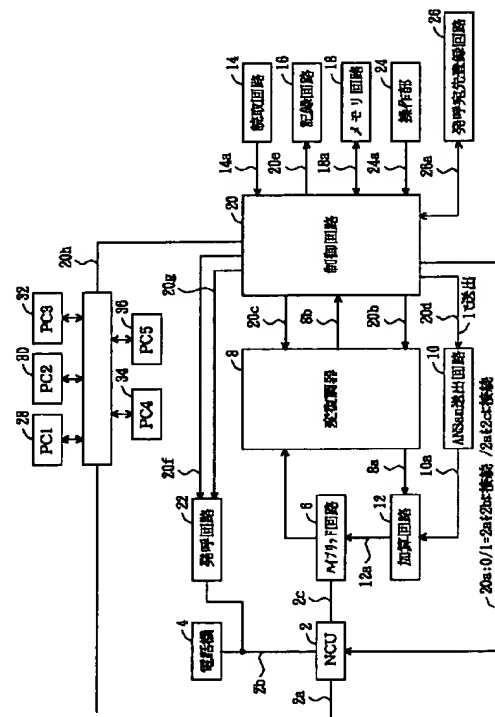 20h
PC1
28
PC2
30
PC3
32
PC4
34
PC5
36
20g
20f
電話機
4
発呼回路
22
2b
NCU
2
2a
2c
ハイブリッド回路
6
加算回路
12
12a
変復調器
8
8a
8b
20c
20b
20d
1で送出
ANSam送出回路
10
10a
制御回路
20
読取回路
14
14a
記録回路
16
20e
メモリ回路
18
18a
操作部
24
24a
発呼宛先登録回路
26
26a
20a:0/1=2aを2bに接続/2aを2cに接続